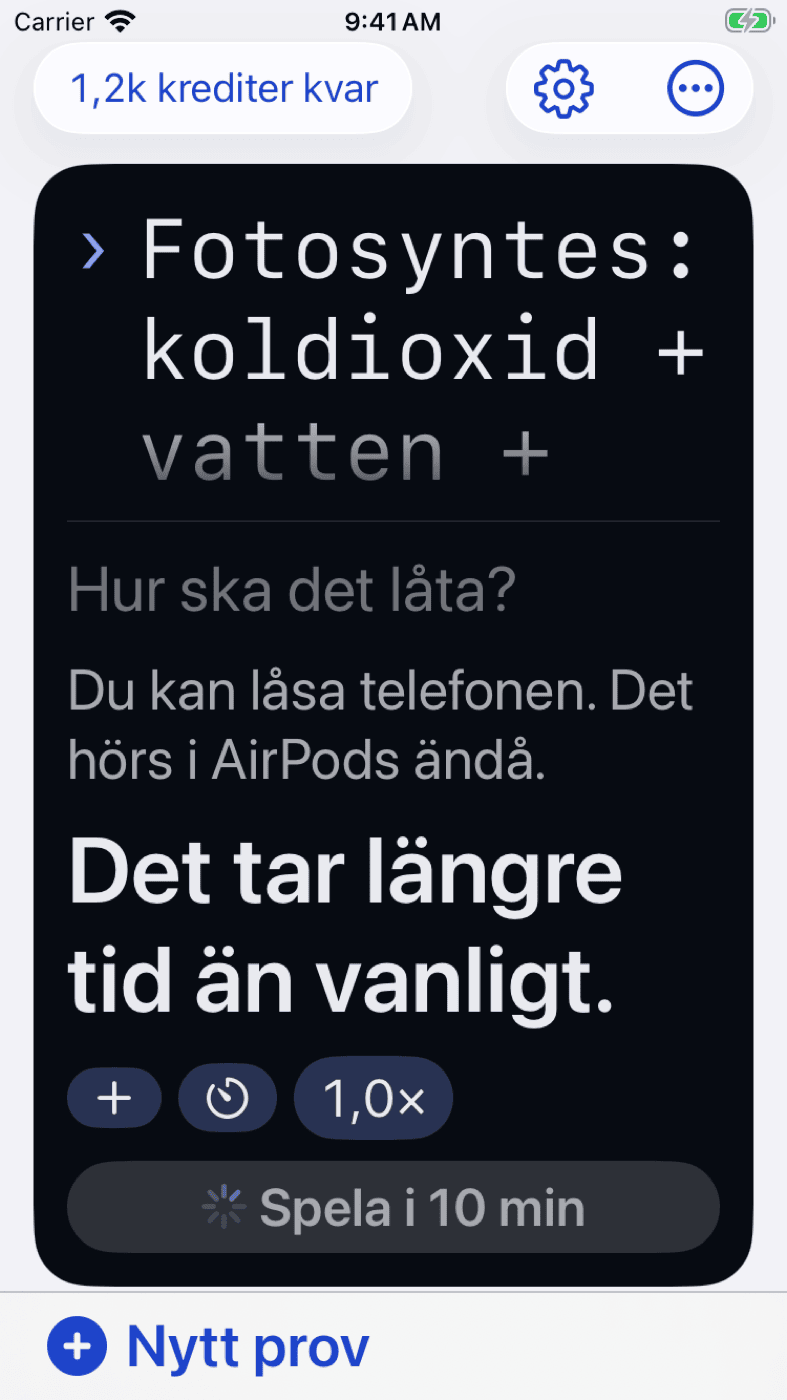 Carrier 9:41 AM
1,2k krediter kvar
› Fotosyntes:
koldioxid +
vatten +
Hur ska det låta?
Du kan låsa telefonen. Det
hörs i AirPods ändå.
Det tar längre
tid än vanligt.
1,0×
Spela i 10 min
Nytt prov